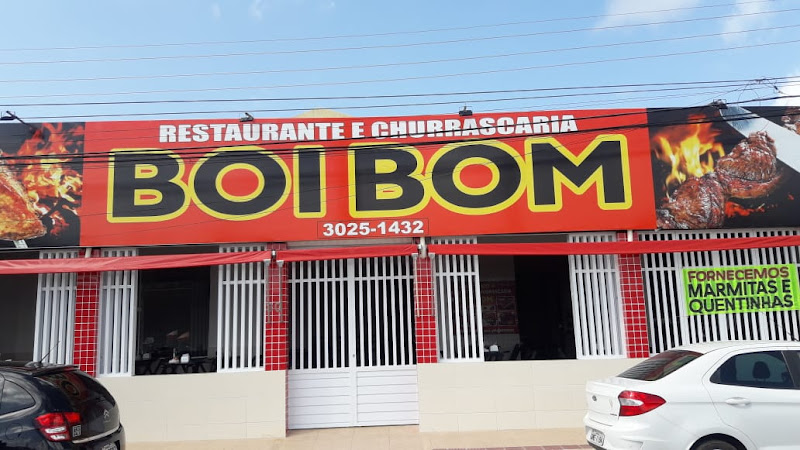 RESTAURANTE E CHURRASCARIA
BOI BOM
3025-1432
FORNECEMOS
MARMITAS E
QUENTINHAS